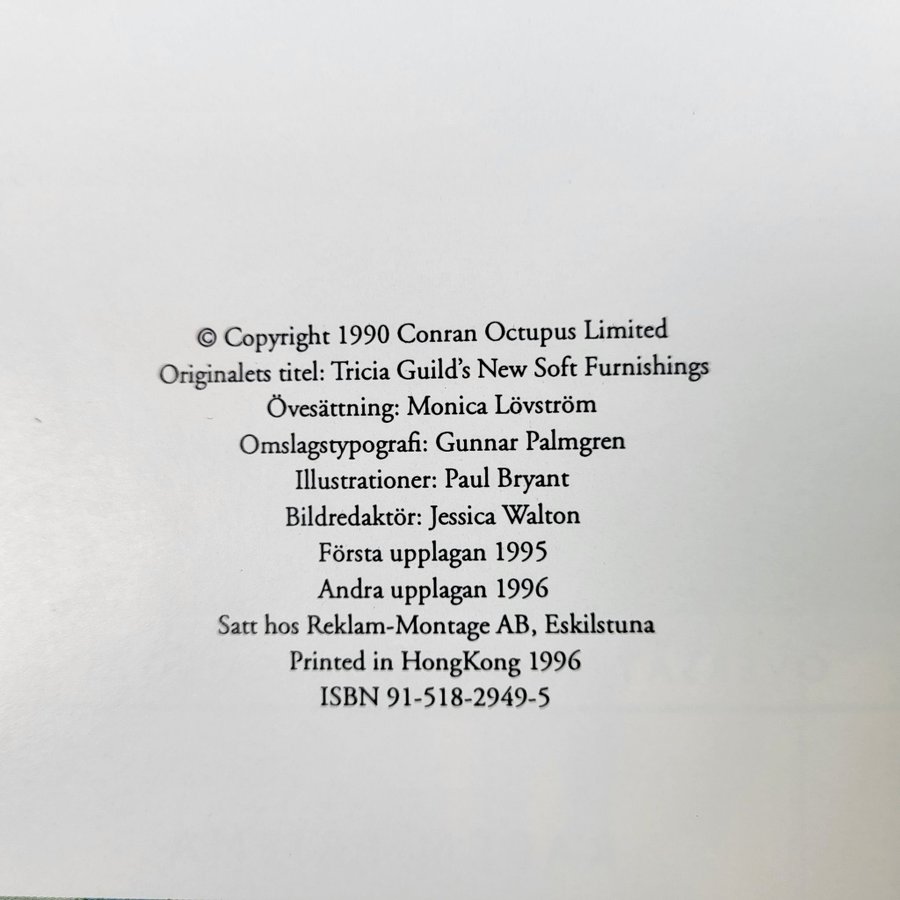 © Copyright 1990 Conran Octupus Limited
Originalets titel: Tricia Guild's New Soft Furnishings
Övesättning: Monica Lövström
Omslagstypografi: Gunnar Palmgren
Illustrationer: Paul Bryant
Bildredaktör: Jessica Walton
Första upplagan 1995
Andra upplagan 1996
Satt hos Reklam-Montage AB, Eskilstuna
Printed in HongKong 1996
ISBN 91-518-2949-5